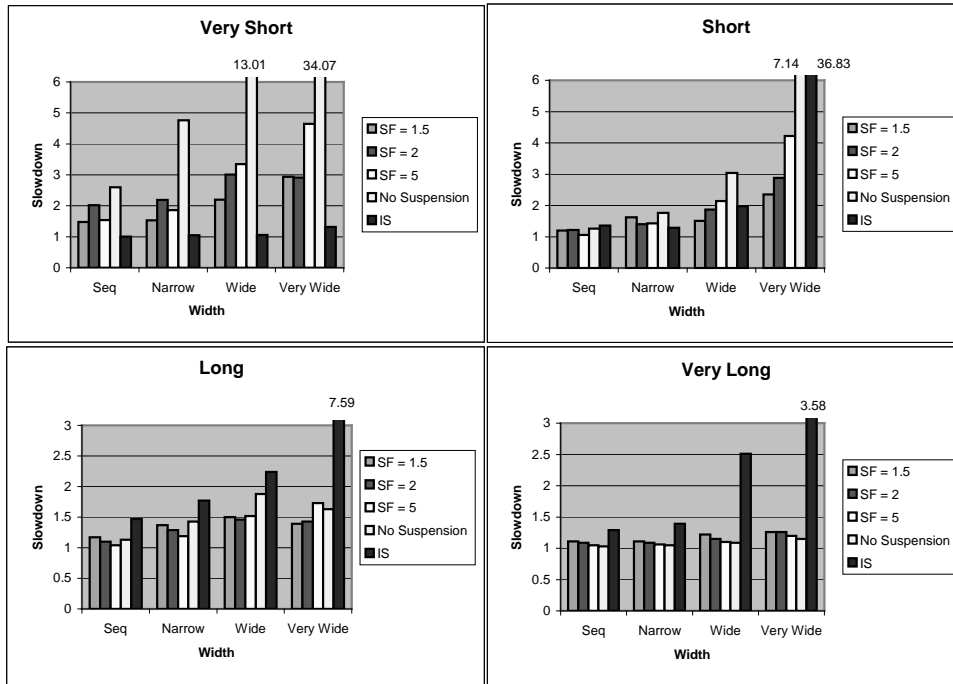 Very Short
13.01 34.07
6
5
4
3
2
1
0
Slowdown
Seq Narrow Wide Very Wide
Width
SF = 1.5
SF = 2
SF = 5
No Suspension
IS
Short
7.14 36.83
6
5
4
3
2
1
0
Slowdown
Seq Narrow Wide Very Wide
Width
SF = 1.5
SF = 2
SF = 5
No Suspension
IS
Long
7.59
3
2.5
2
1.5
1
0.5
0
Slowdown
Seq Narrow Wide Very Wide
Width
SF = 1.5
SF = 2
SF = 5
No Suspension
IS
Very Long
3.58
3
2.5
2
1.5
1
0.5
0
Slowdown
Seq Narrow Wide Very Wide
Width
SF = 1.5
SF = 2
SF = 5
No Suspension
IS